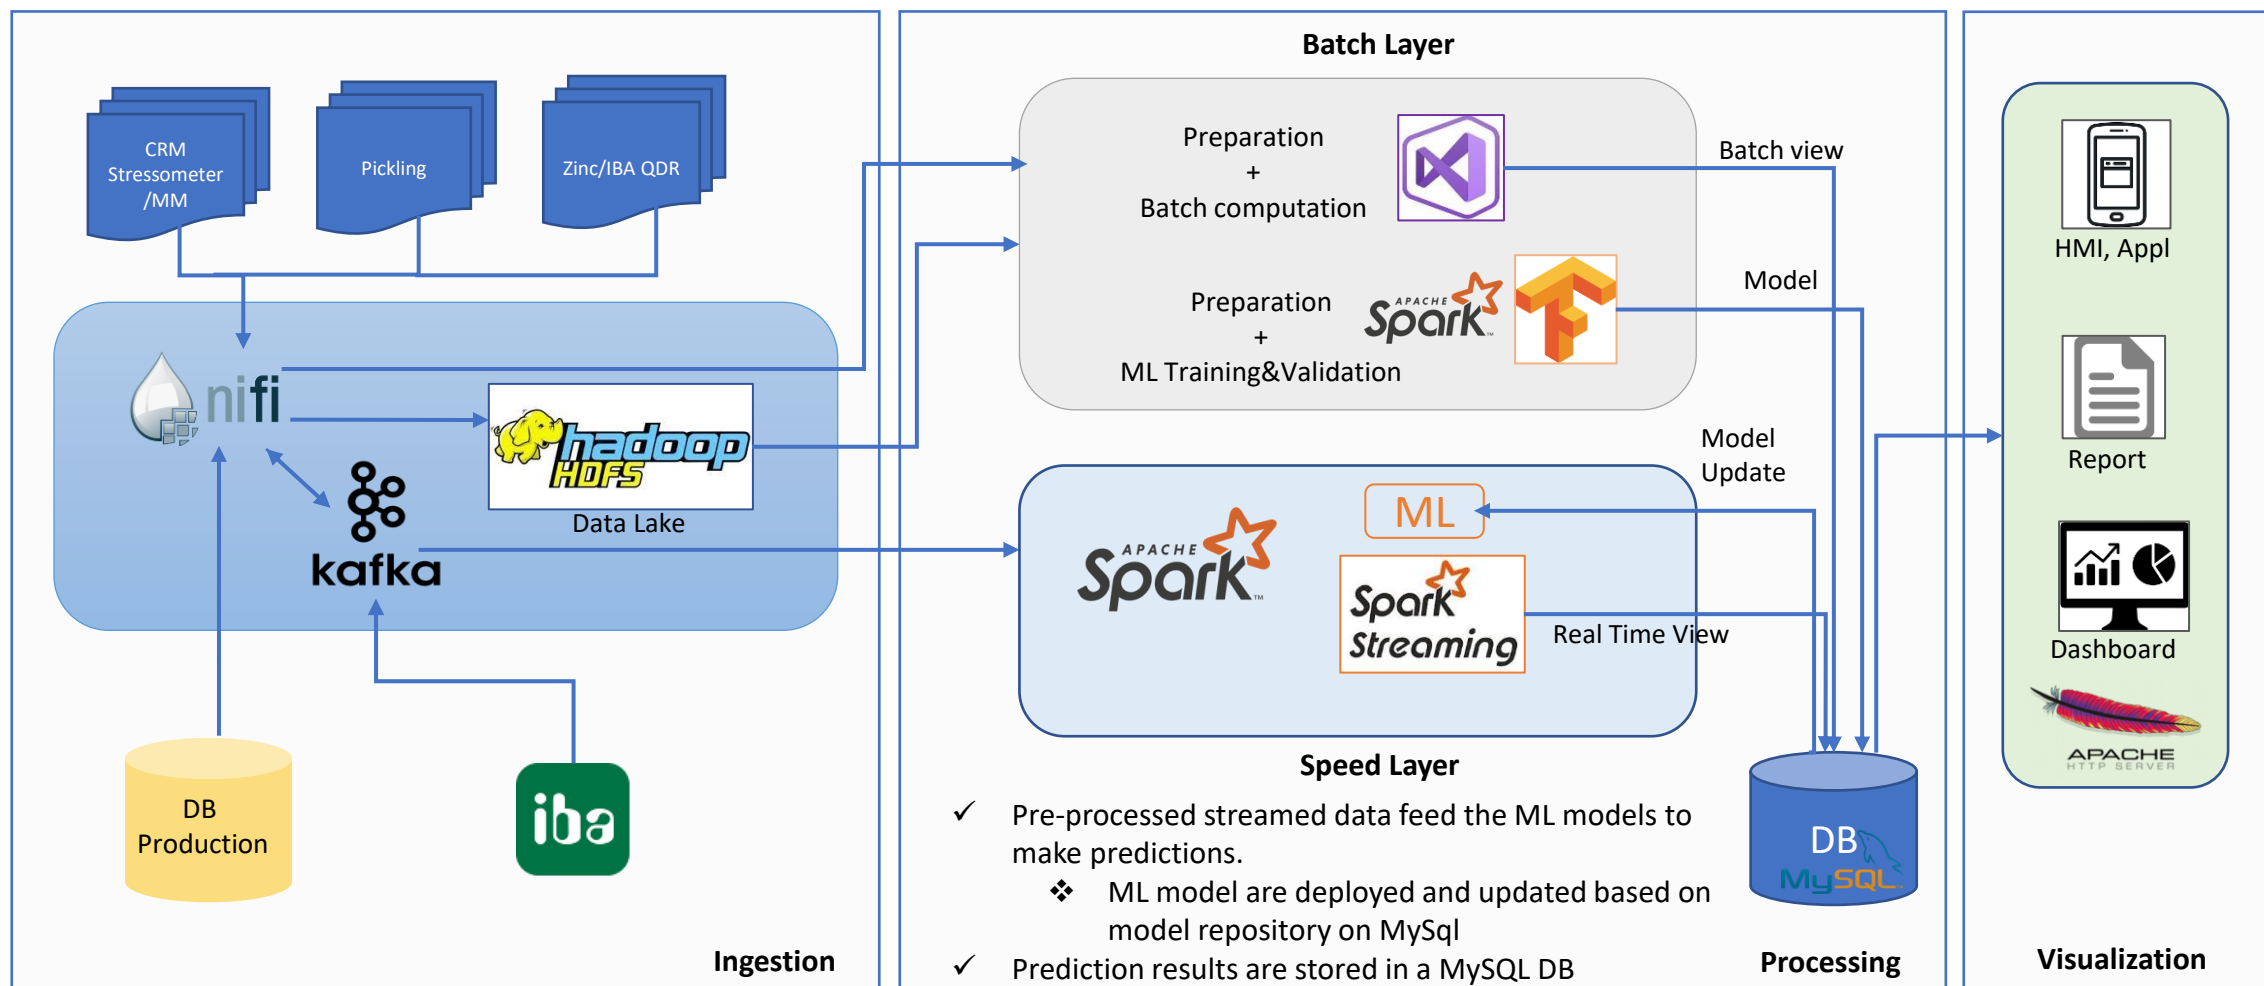 CRM
Stressometer
/MM
Pickling
Zinc/IBA QDR
nifi
hadoop
HDFS
Data Lake
kafka
DB
Production
iba
Ingestion
Batch Layer
Preparation
+
Batch computation
Batch view
Preparation
+
ML Training&Validation
APACHE
Spark™
Model
Model
Update
ML
APACHE
Spark™
Spark
Streaming
Real Time View
Speed Layer
✓ Pre-processed streamed data feed the ML models to
make predictions.
❖ ML model are deployed and updated based on
model repository on MySql
✓ Prediction results are stored in a MySQL DB
DB
MySQL
Processing
HMI, Appl
Report
Dashboard
APACHE
HTTP SERVER
Visualization